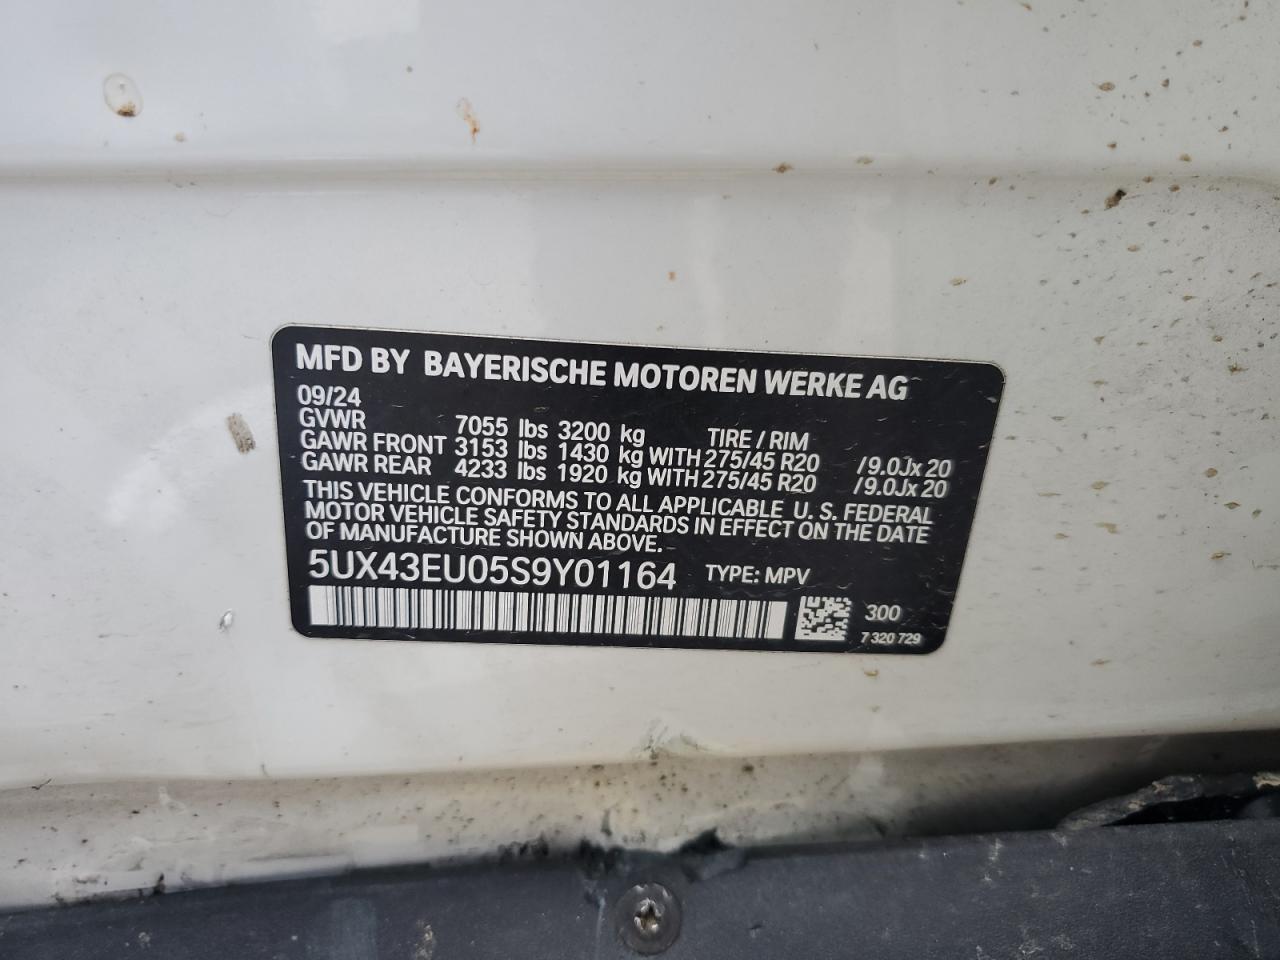 MFD BY BAYERISCHE MOTOREN WERKE AG
09/24
GVWR 7055 lbs 3200 kg TIRE / RIM
GAWR FRONT 3153 lbs 1430 kg WITH 275/45 R20 /9.0Jx 20
GAWR REAR 4233 lbs 1920 kg WITH 275/45 R20 /9.0Jx 20
THIS VEHICLE CONFORMS TO ALL APPLICABLE U. S. FEDERAL
MOTOR VEHICLE SAFETY STANDARDS IN EFFECT ON THE DATE
OF MANUFACTURE SHOWN ABOVE.
5UX43EU05S9Y01164 TYPE: MPV
300
7 320 729